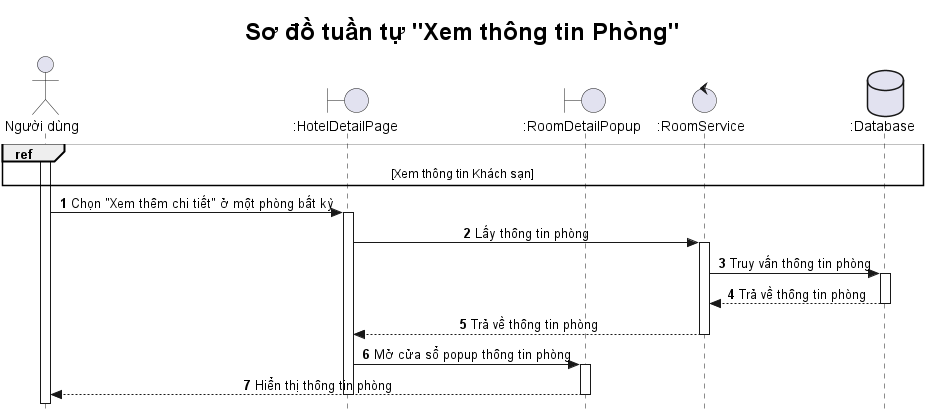 Sơ đồ tuần tự "Xem thông tin Phòng"
Người dùng
:HotelDetailPage
:RoomDetailPopup
:RoomService
:Database
ref
[Xem thông tin Khách sạn]
1 Chọn "Xem thêm chi tiết" ở một phòng bất kỳ
2 Lấy thông tin phòng
3 Truy vấn thông tin phòng
4 Trả về thông tin phòng
5 Trả về thông tin phòng
6 Mở cửa sổ popup thông tin phòng
7 Hiển thị thông tin phòng